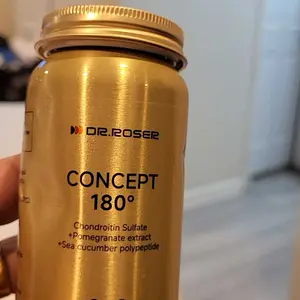 DR.ROSER
CONCEPT
180°
Chondroitin Sulfate
+Pomegranate extract
+Sea cucumber polypeptide